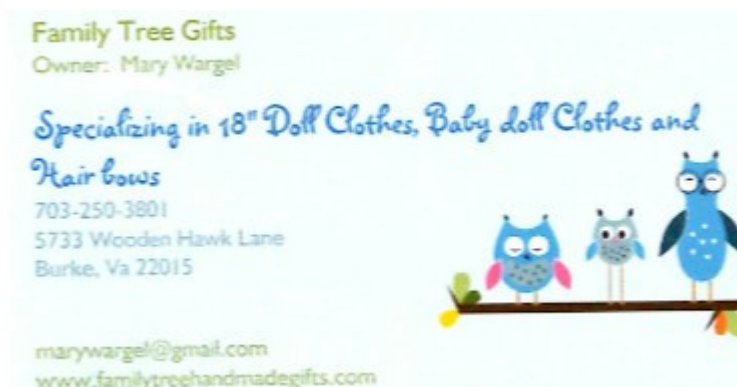 Family Tree Gifts
Owner: Mary Wargel
Specializing in 18" Doll Clothes, Baby doll Clothes and
Hair bows
703-250-3801
5733 Wooden Hawk Lane
Burke, Va 22015
marywargel@gmail.com
www.familytreehandmadegifts.com